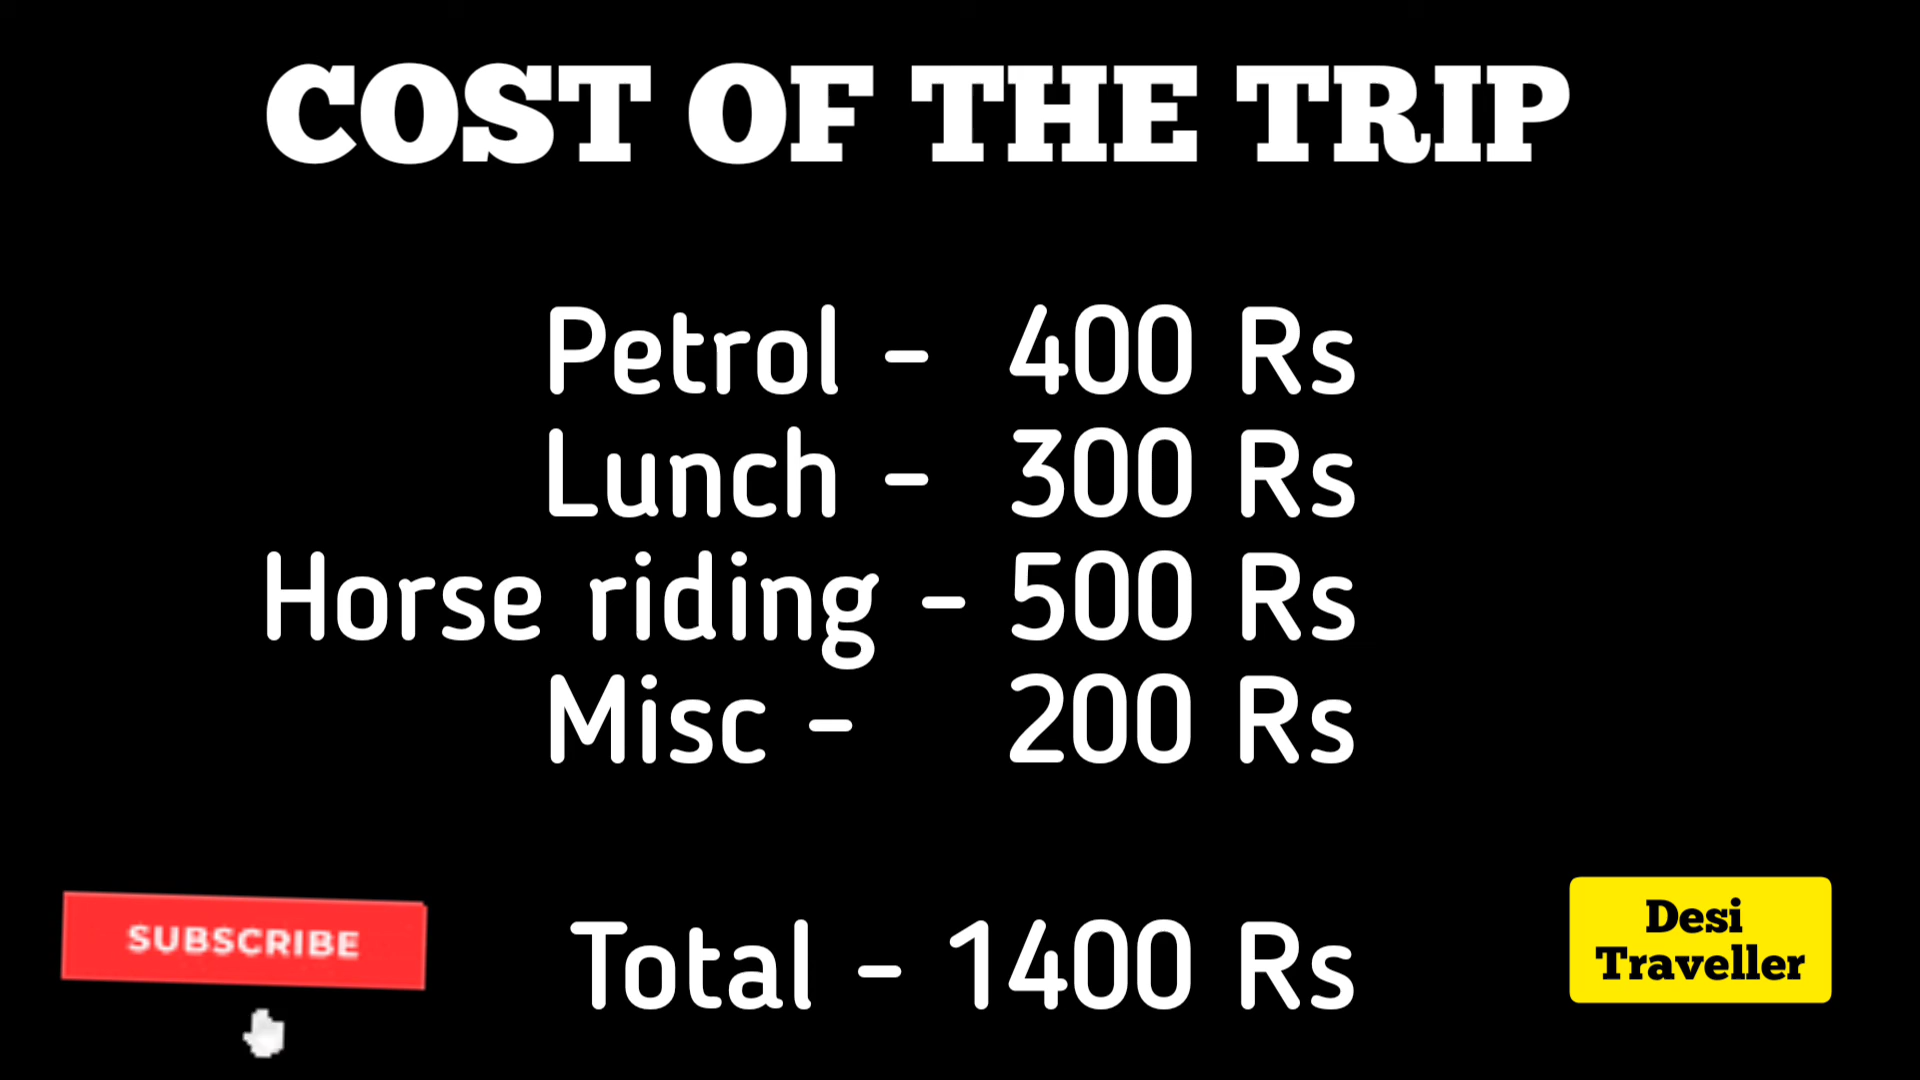 COST OF THE TRIP
Petrol - 400 Rs
Lunch - 300 Rs
Horse riding - 500 Rs
Misc - 200 Rs
Total - 1400 Rs
SUBSCRIBE
Desi
Traveller